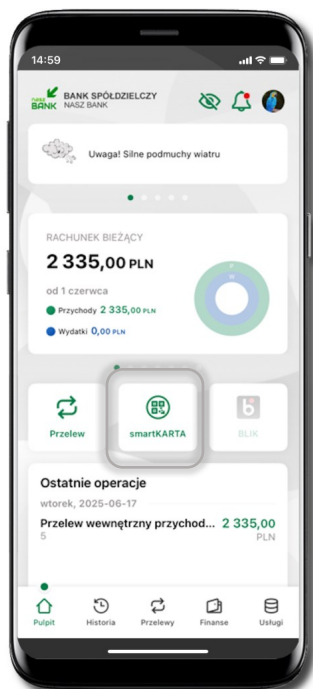 14:59
NASZ BANK
BANK SPÓŁDZIELCZY
NASZ BANK
Uwaga! Silne podmuchy wiatru
RACHUNEK BIEŻĄCY
2 335,00 PLN
od 1 czerwca
Przychody 2 335,00 PLN
Wydatki 0,00 PLN
P
W
Przelew
smartKARTA
BLIK
Ostatnie operacje
wtorek, 2025-06-17
Przelew wewnętrzny przychod... 2 335,00
5 PLN
Pulpit
Historia
Przelewy
Finanse
Usługi